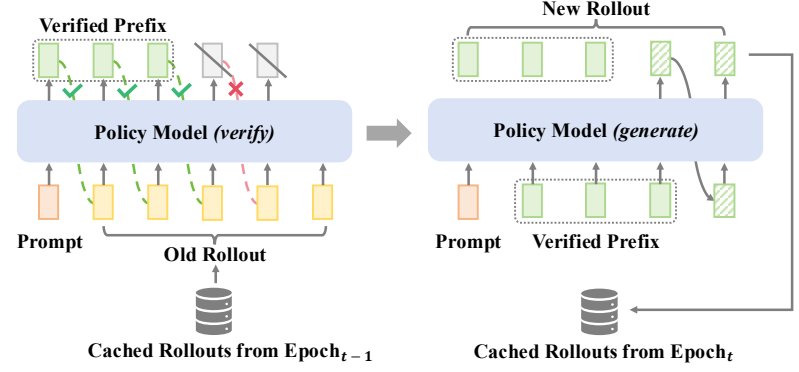 Verified Prefix
Policy Model (verify)
Prompt
Old Rollout
Cached Rollouts from Epoch_{t−1}
New Rollout
Policy Model (generate)
Prompt
Verified Prefix
Cached Rollouts from Epoch_t